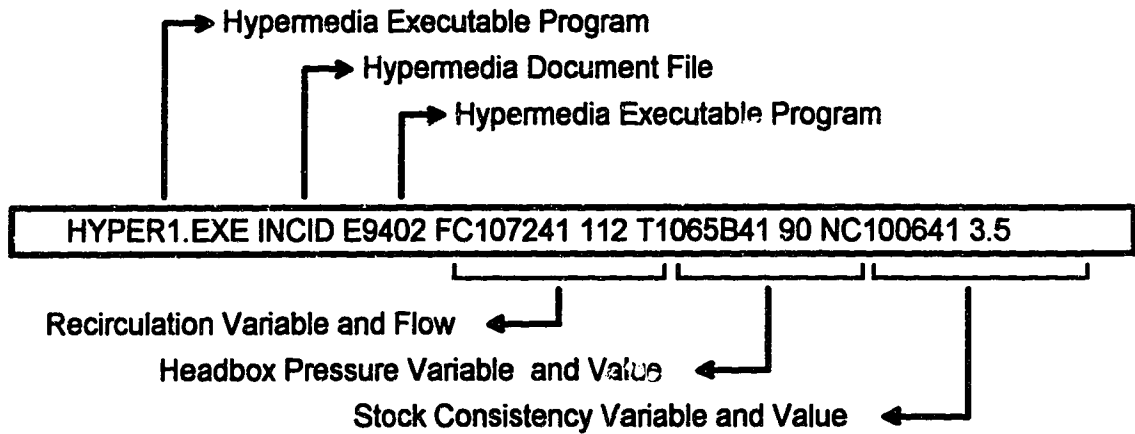 Hypermedia Executable Program
Hypermedia Document File
Hypermedia Executable Program
HYPER1.EXE INCID E9402 FC107241 112 T1065B41 90 NC100641 3.5
Recirculation Variable and Flow
Headbox Pressure Variable and Value
Stock Consistency Variable and Value